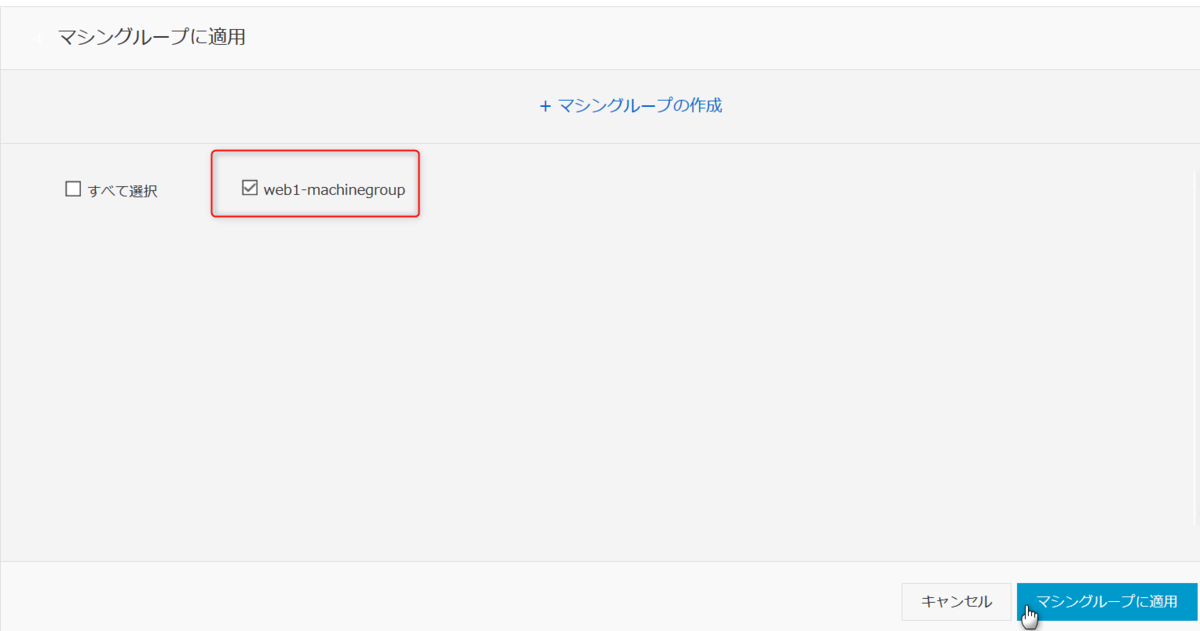 マシングループに適用
+ マシングループの作成
すべて選択
web1-machinegroup
キャンセル
マシングループに適用